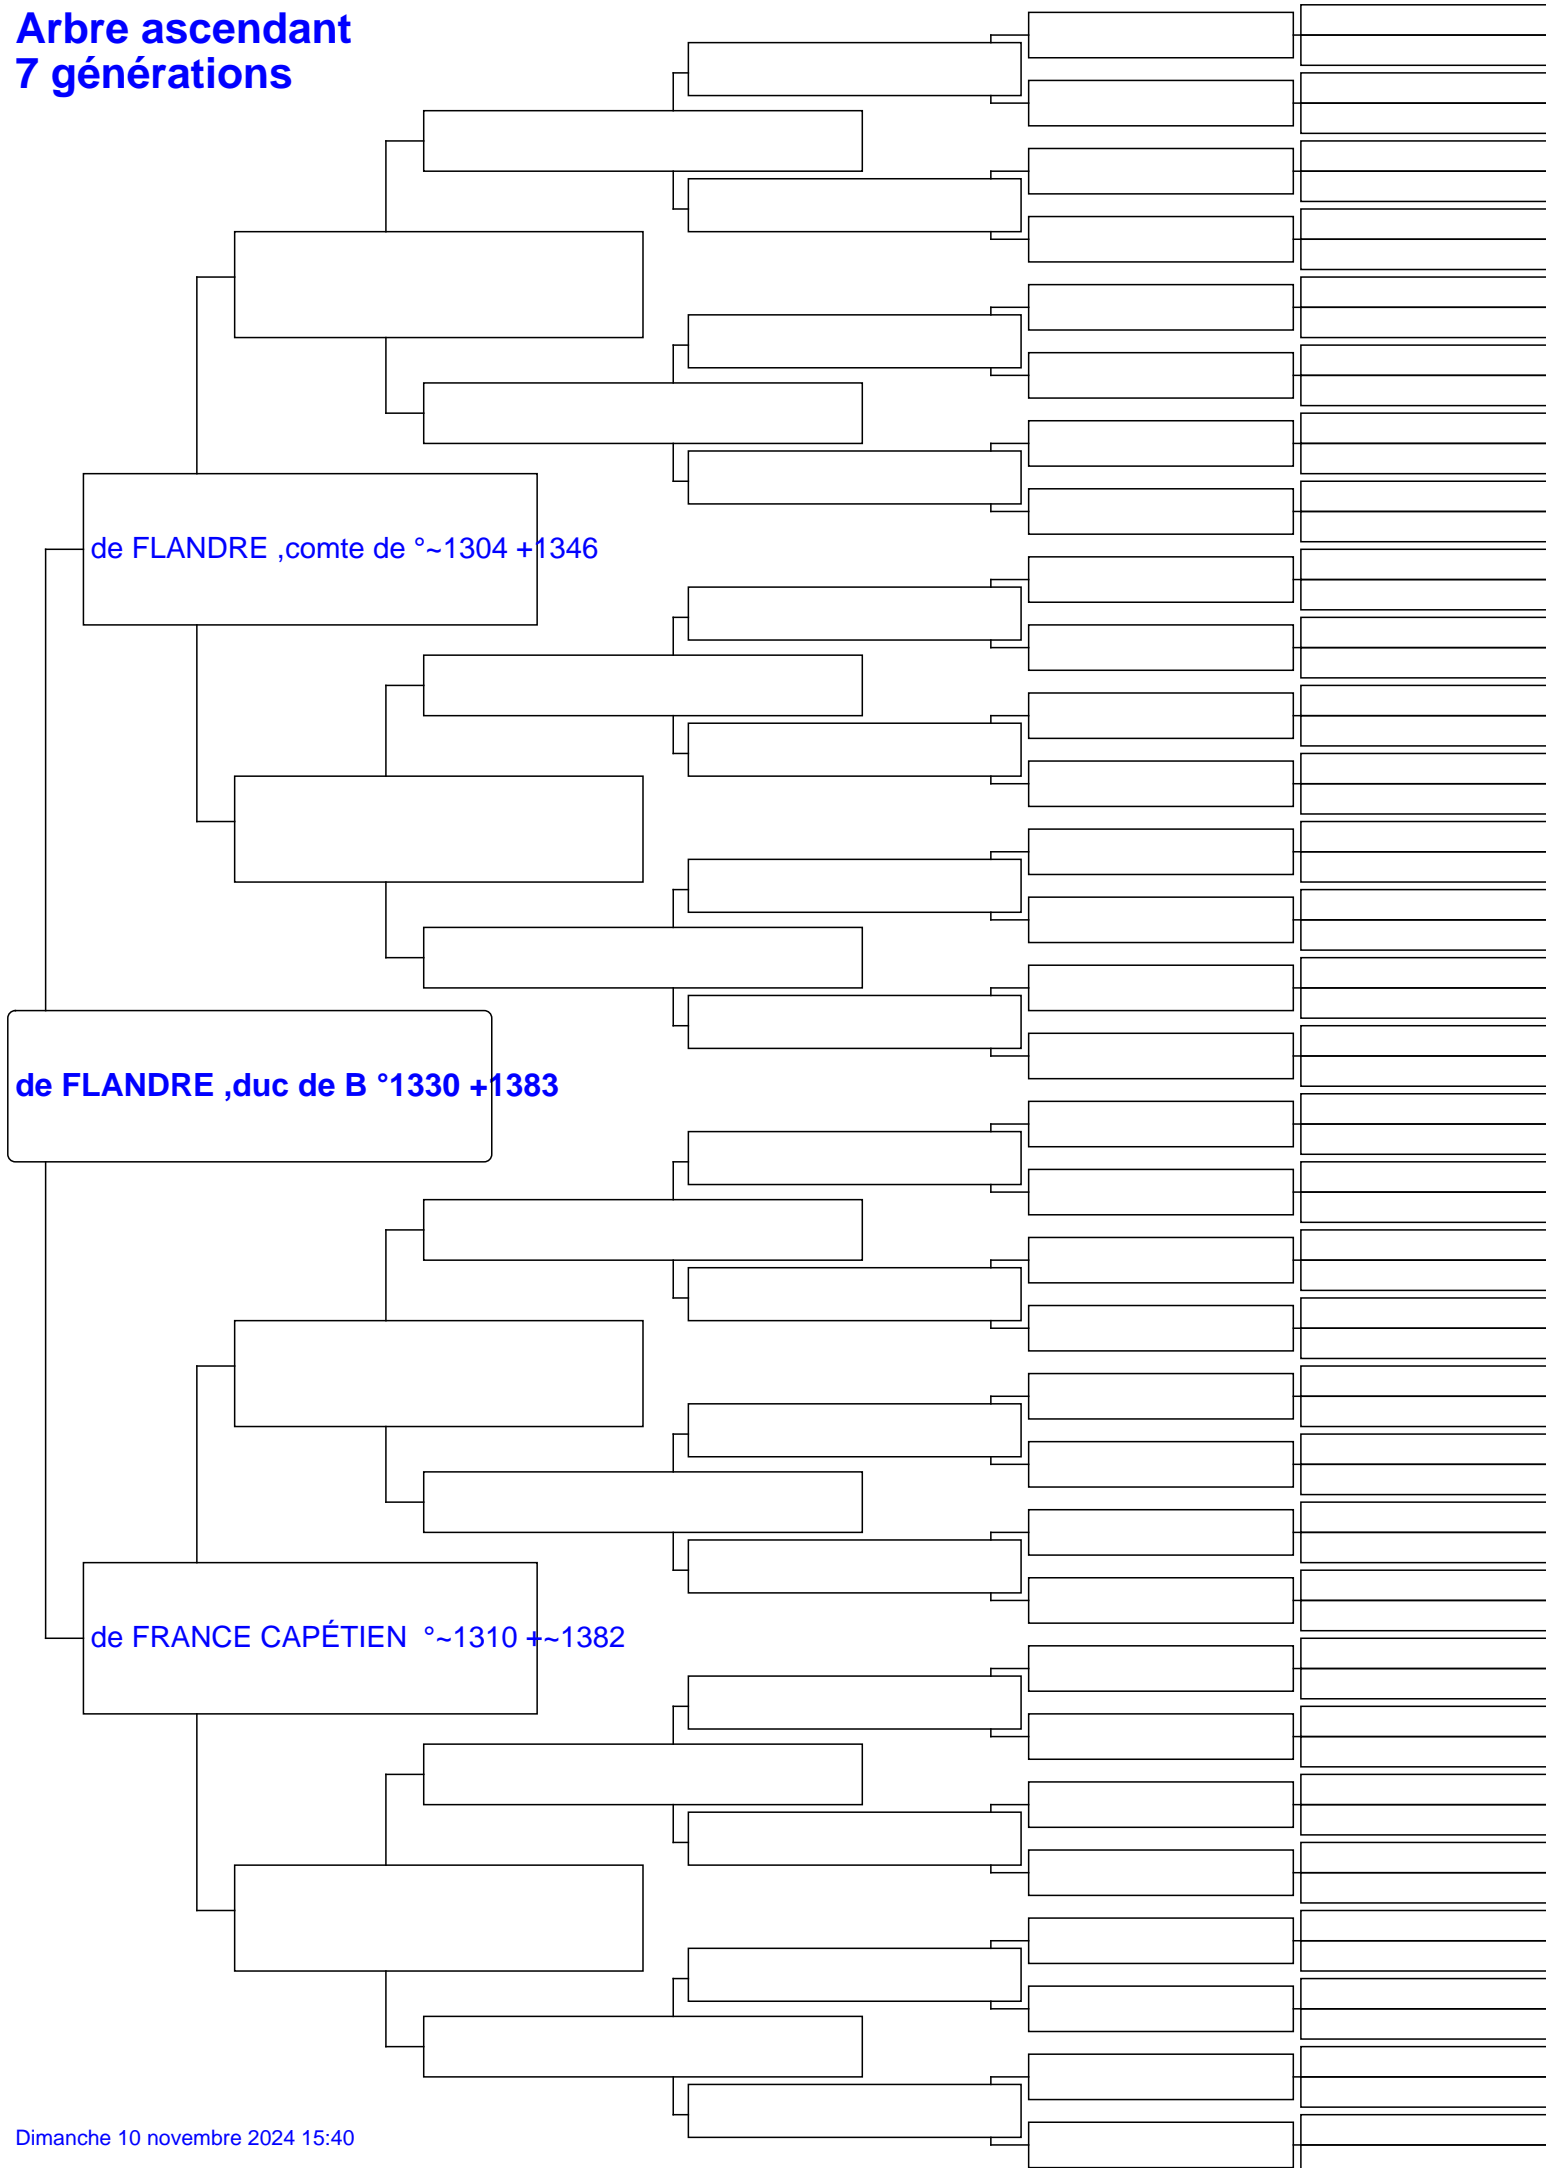 Arbre ascendant
7 générations
de FLANDRE ,comte de °~1304 +1346
de FLANDRE ,duc de B °1330 +1383
de FRANCE CAPÉTIEN  °~1310 +~1382
Dimanche 10 novembre 2024 15:40